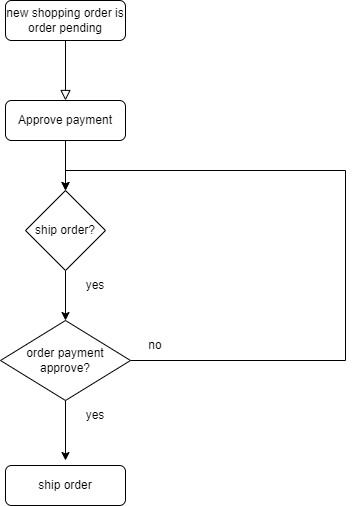 new shopping order is
order pending
Approve payment
ship order?
yes
order payment
approve?
no
yes
ship order